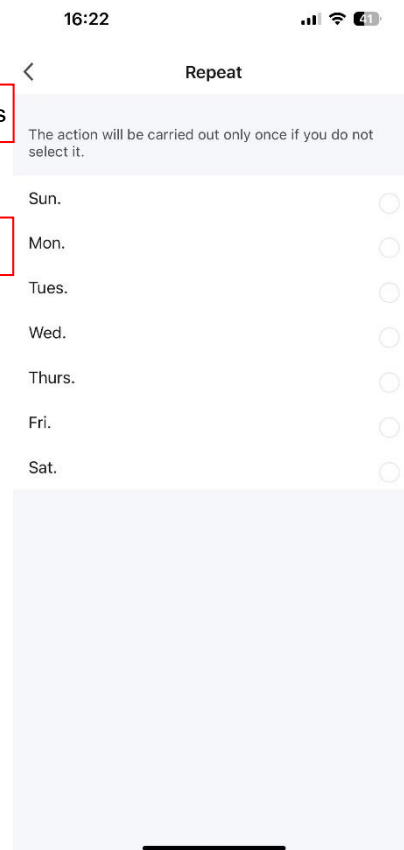 16:22
41
Repeat
s
The action will be carried out only once if you do not
select it.
Sun.
Mon.
Tues.
Wed.
Thurs.
Fri.
Sat.